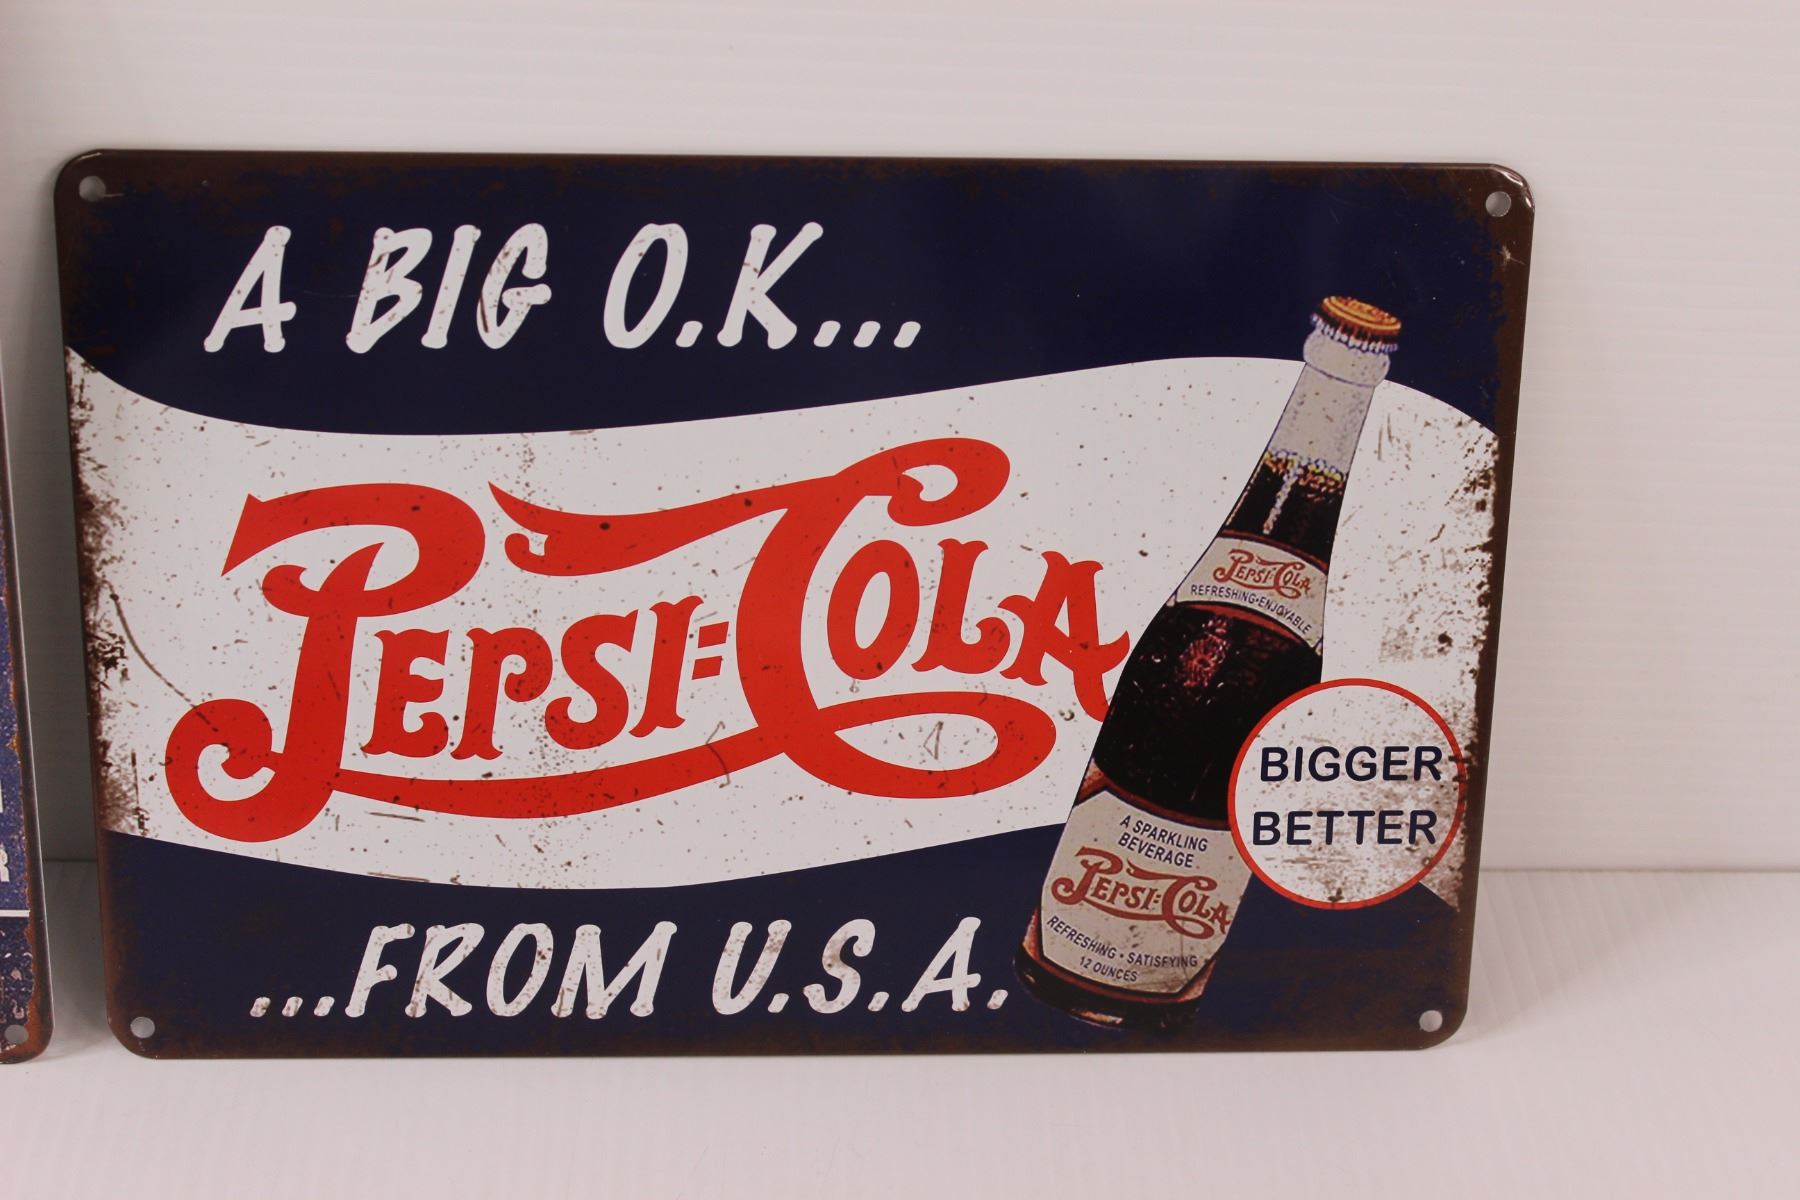 A BIG O.K...
PEPSI=COLA
PEPSI=COLA
REFRESHING•ENJOYABLE
BIGGER
BETTER
A SPARKLING
BEVERAGE
PEPSI=COLA
REFRESHING • SATISFYING
12 OUNCES
...FROM U.S.A.
R